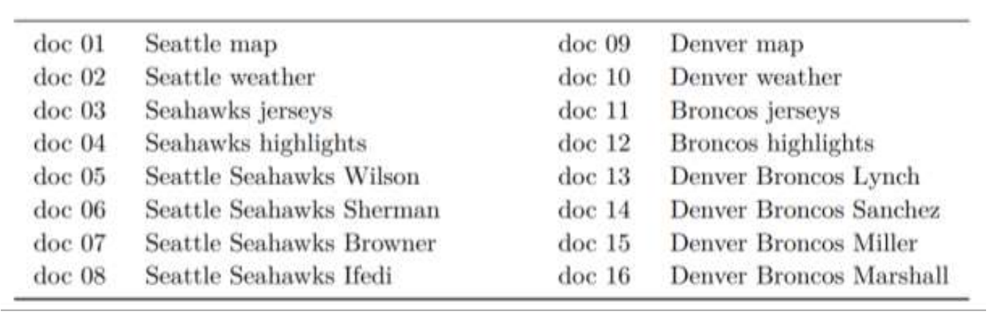 doc 01 Seattle map doc 09 Denver map
doc 02 Seattle weather doc 10 Denver weather
doc 03 Seahawks jerseys doc 11 Broncos jerseys
doc 04 Seahawks highlights doc 12 Broncos highlights
doc 05 Seattle Seahawks Wilson doc 13 Denver Broncos Lynch
doc 06 Seattle Seahawks Sherman doc 14 Denver Broncos Sanchez
doc 07 Seattle Seahawks Browner doc 15 Denver Broncos Miller
doc 08 Seattle Seahawks Ifedi doc 16 Denver Broncos Marshall